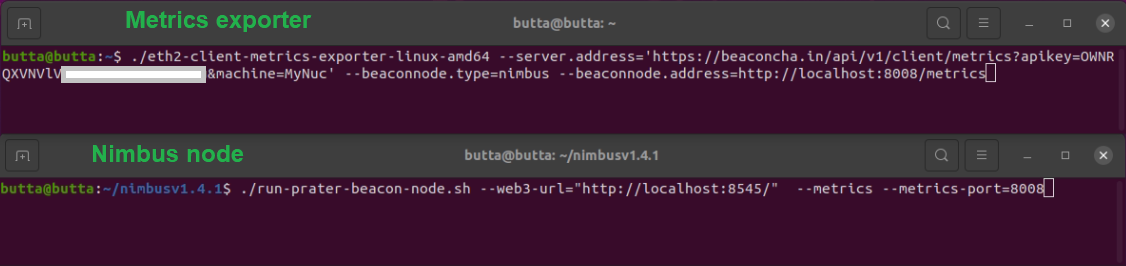 Metrics exporter
butta@butta: ~
butta@butta:~$ ./eth2-client-metrics-exporter-linux-amd64 --server.address='https://beaconcha.in/api/v1/client/metrics?apikey=OWNR
QXVNVlV &machine=MyNuc' --beaconnode.type=nimbus --beaconnode.address=http://localhost:8008/metrics
Nimbus node
butta@butta: ~/nimbusv1.4.1
butta@butta:~/nimbusv1.4.1$ ./run-prater-beacon-node.sh --web3-url="http://localhost:8545/"  --metrics --metrics-port=8008